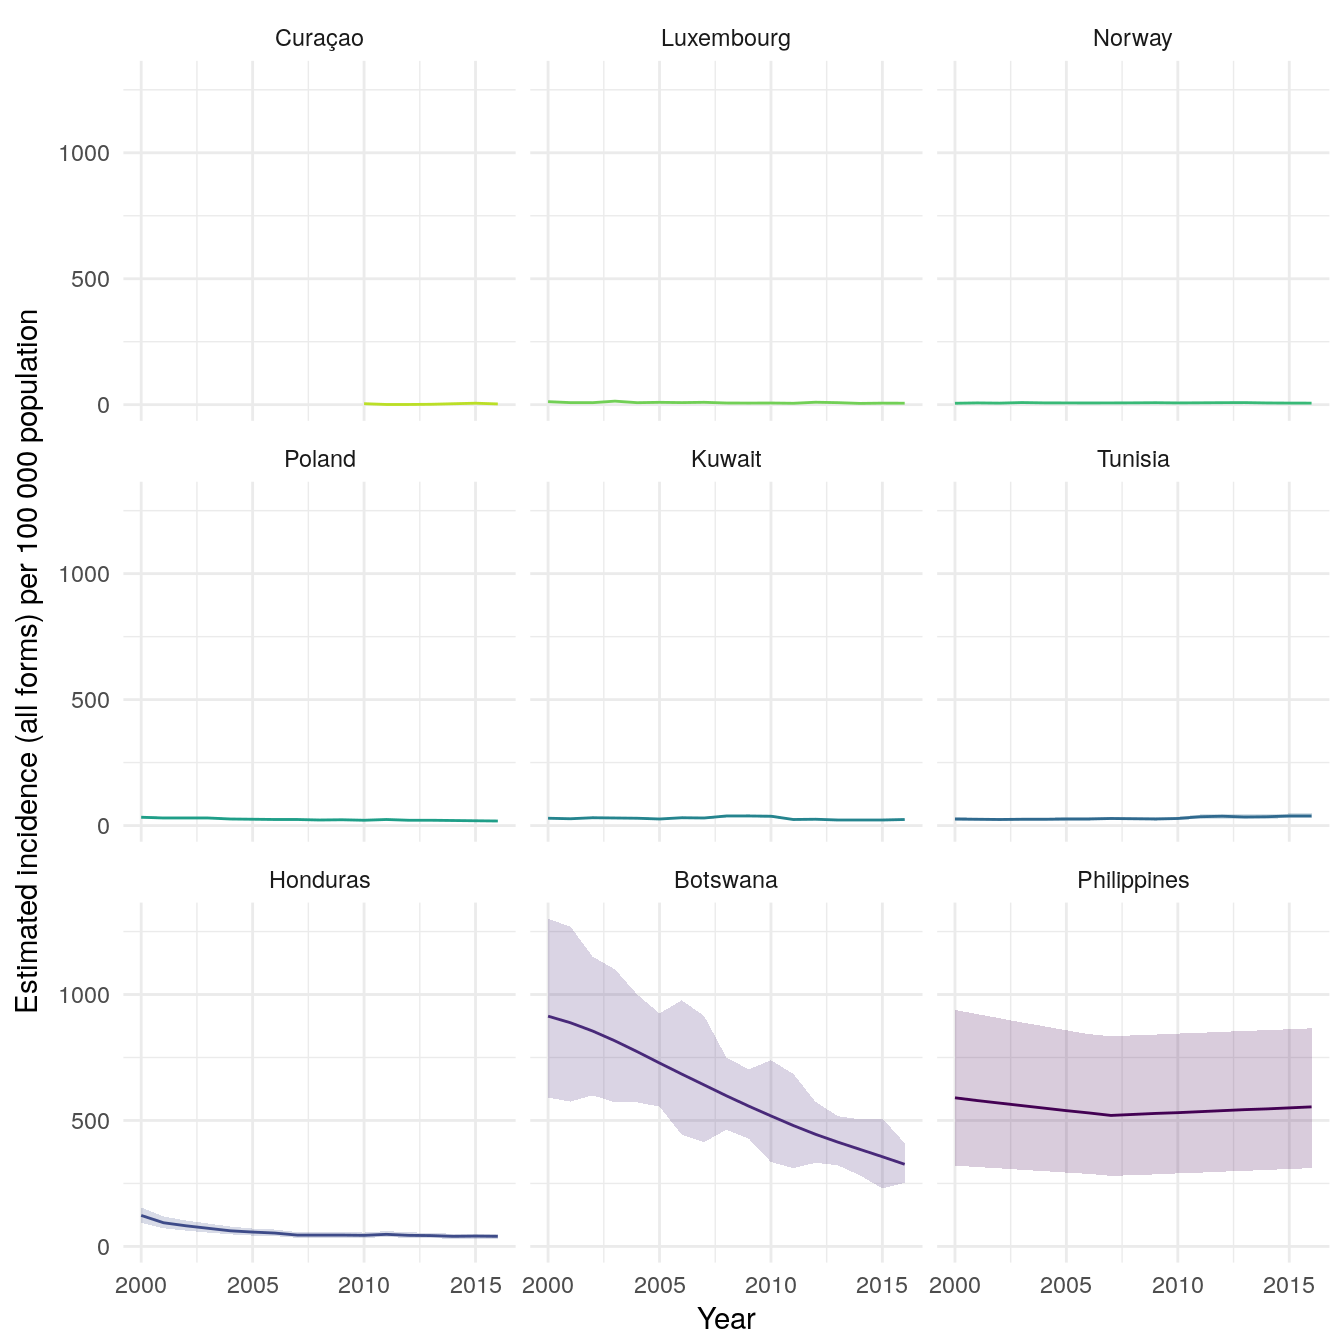 Curaçao
Luxembourg
Norway
1000
500
0
Poland
Kuwait
Tunisia
1000
500
0
Honduras
Botswana
Philippines
1000
500
0
2000 2005 2010 2015 2000 2005 2010 2015 2000 2005 2010 2015
Year
Estimated incidence (all forms) per 100 000 population